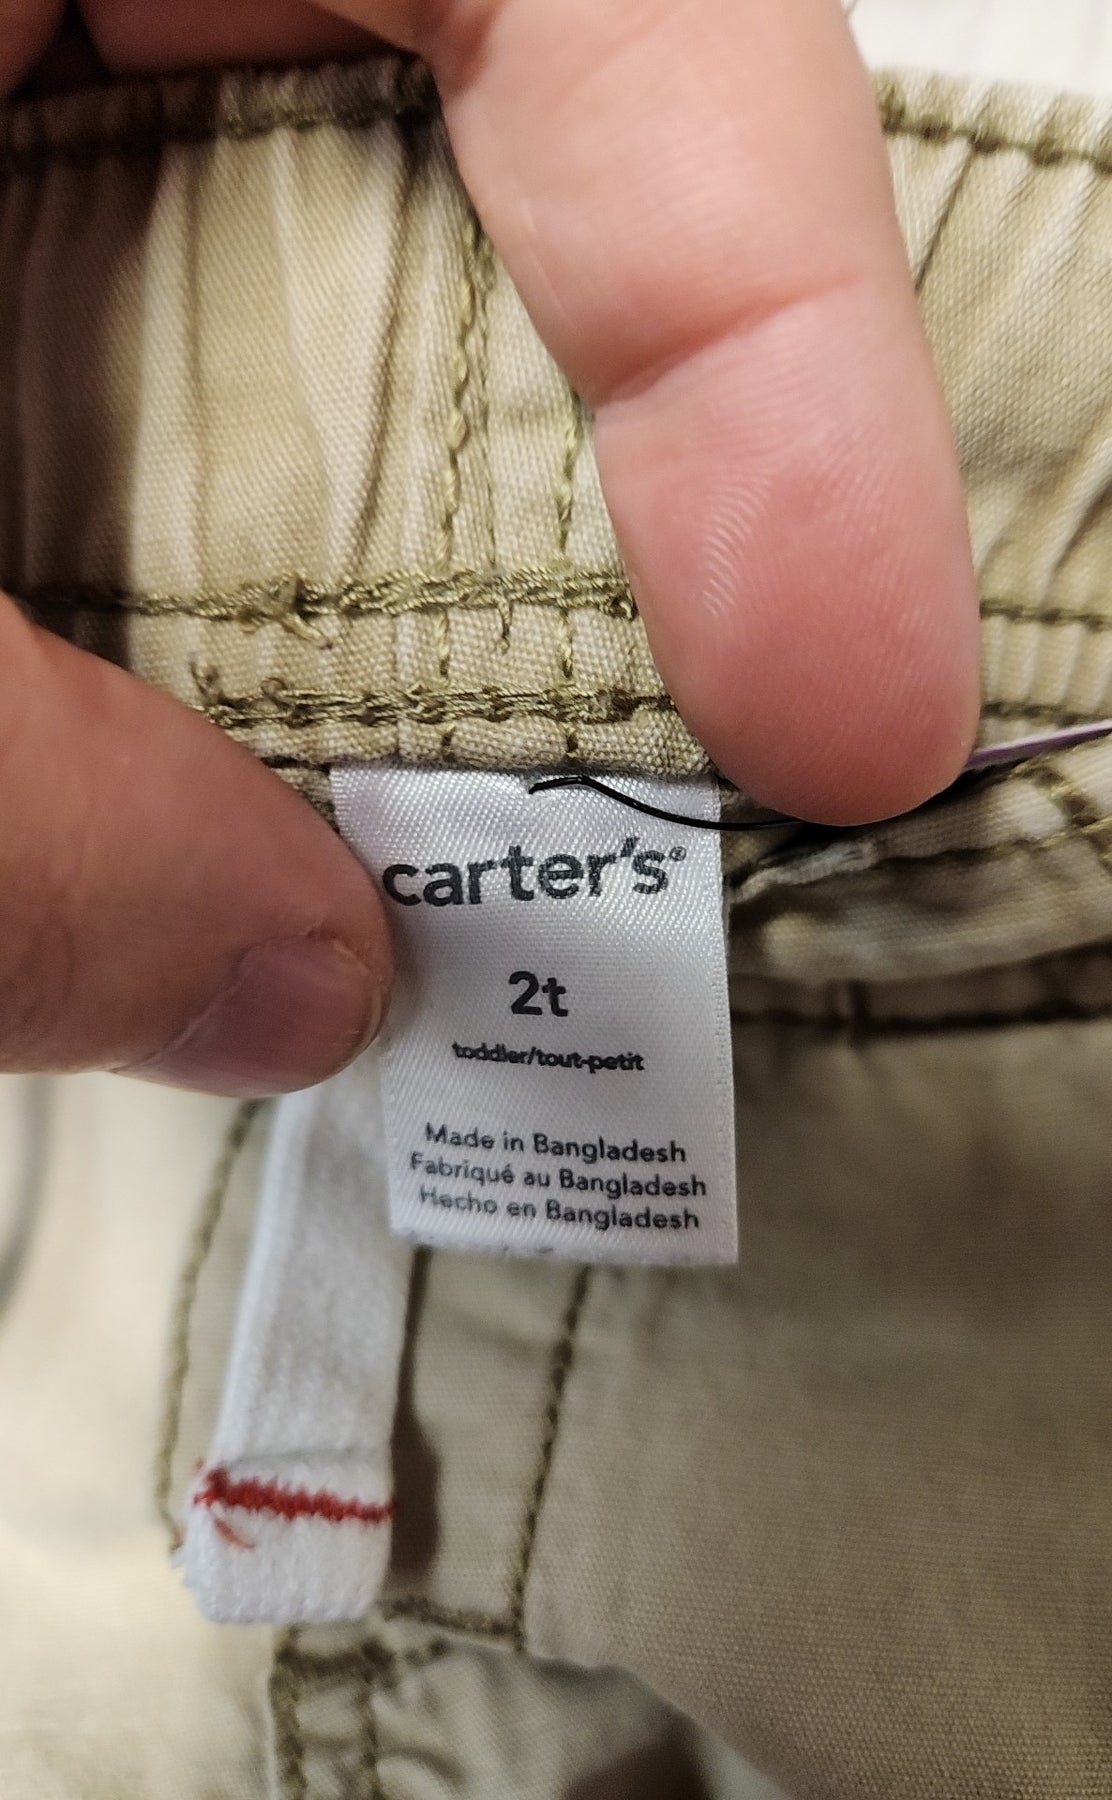 carter's®
2t
toddler/tout-petit
Made in Bangladesh
Fabriqué au Bangladesh
Hecho en Bangladesh